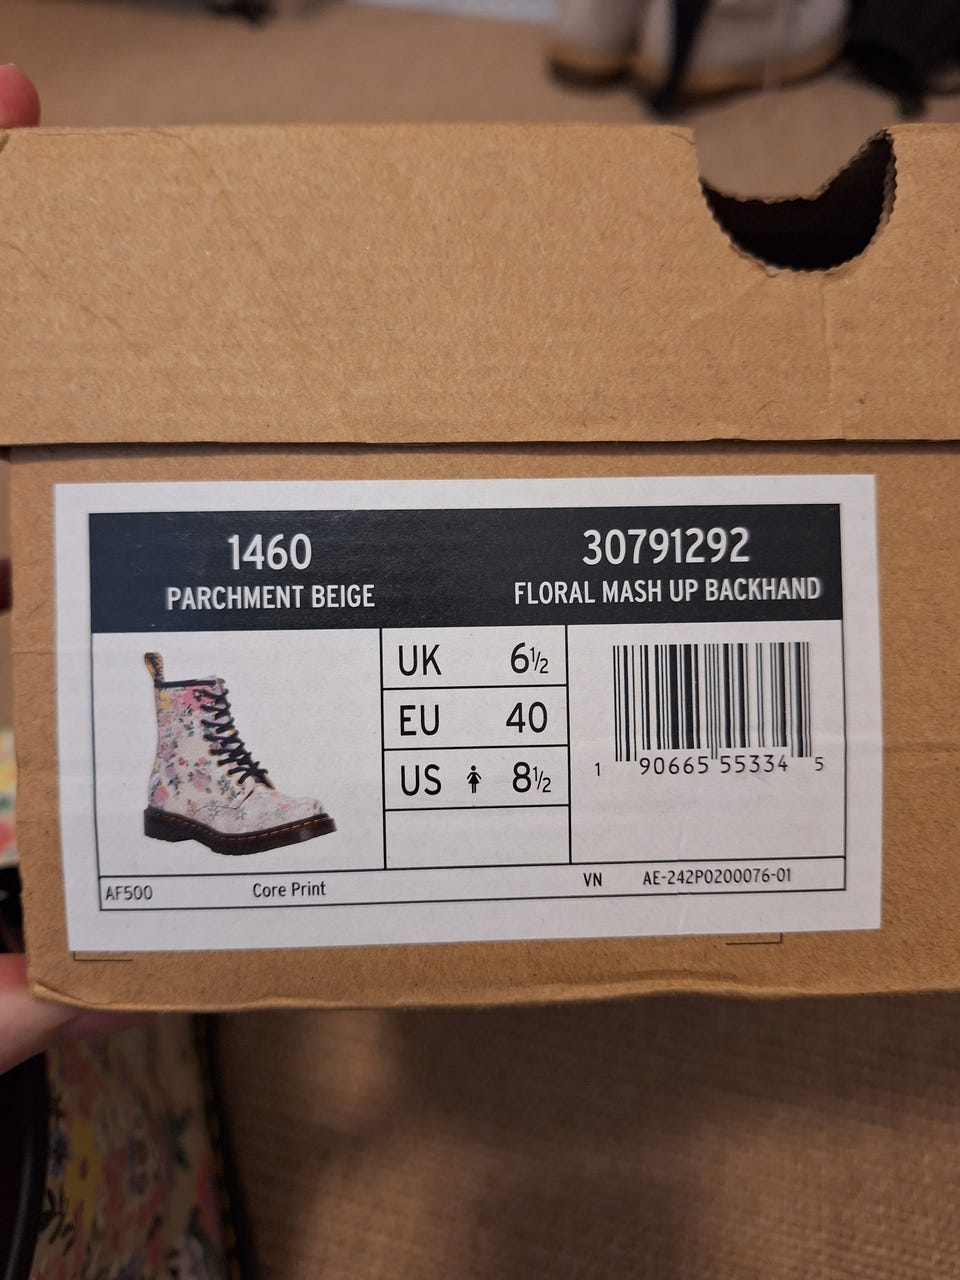 1460
PARCHMENT BEIGE
30791292
FLORAL MASH UP BACKHAND
UK 6½
EU 40
US 8½
1 90665 55334 5
AF500 Core Print VN AE-242P0200076-01